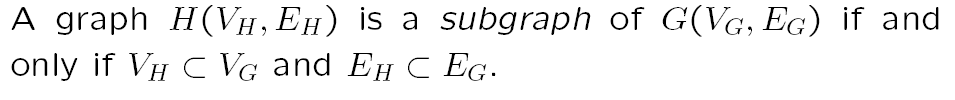 A graph H(V_H, E_H) is a subgraph of G(V_G, E_G) if and
only if V_H ⊂ V_G and E_H ⊂ E_G.